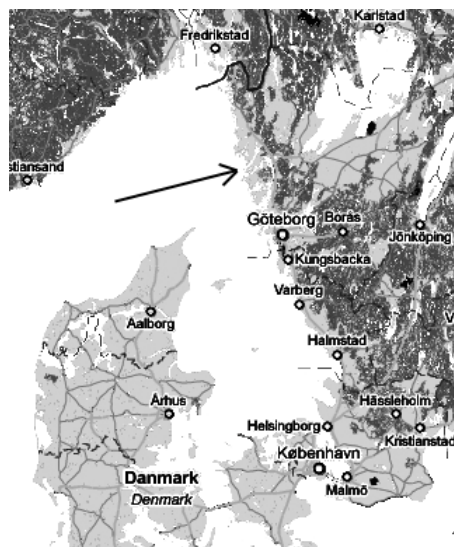 Karlstad
Fredrikstad
stiansand
Göteborg
Borås
Jönköping
Kungsbacka
Varberg
Aalborg
Halmstad
V
Århus
Hässleholm
Helsingborg
Kristianstad
København
Danmark
Denmark
Malmö